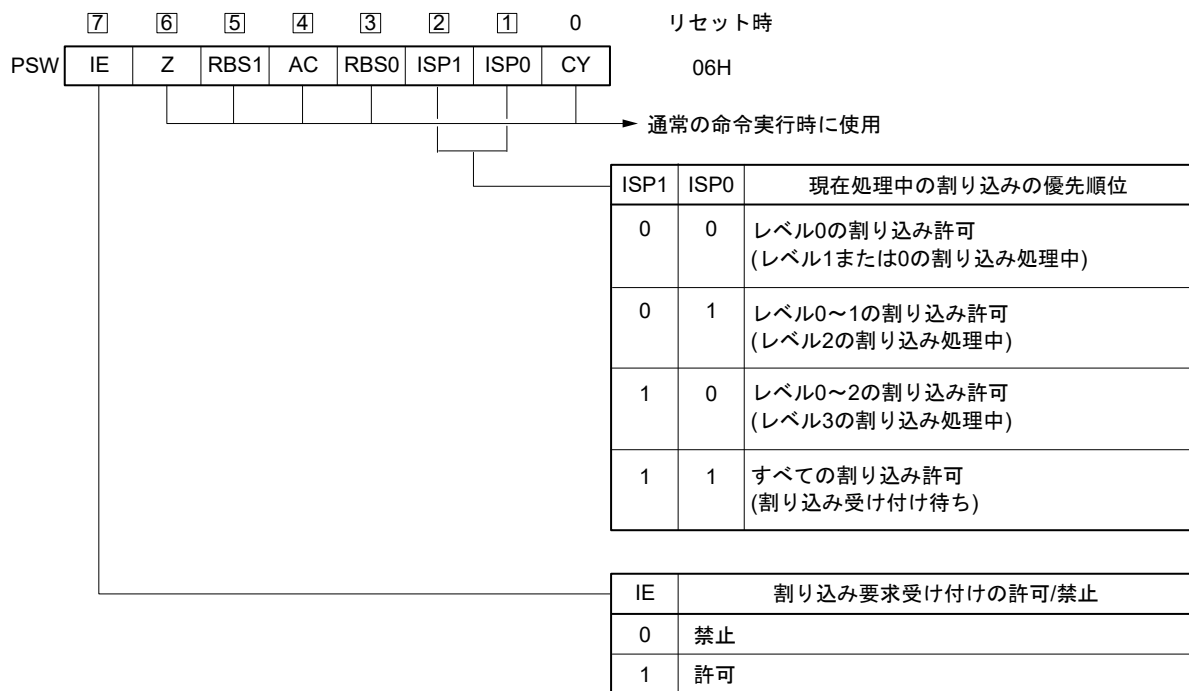 7 6 5 4 3 2 1 0 リセット時
PSW IE Z RBS1 AC RBS0 ISP1 ISP0 CY 06H
通常の命令実行時に使用
ISP1 ISP0 現在処理中の割り込みの優先順位
0 0 レベル0の割り込み許可
(レベル1または0の割り込み処理中)
0 1 レベル0～1の割り込み許可
(レベル2の割り込み処理中)
1 0 レベル0～2の割り込み許可
(レベル3の割り込み処理中)
1 1 すべての割り込み許可
(割り込み受け付け待ち)
IE 割り込み要求受け付けの許可/禁止
0 禁止
1 許可